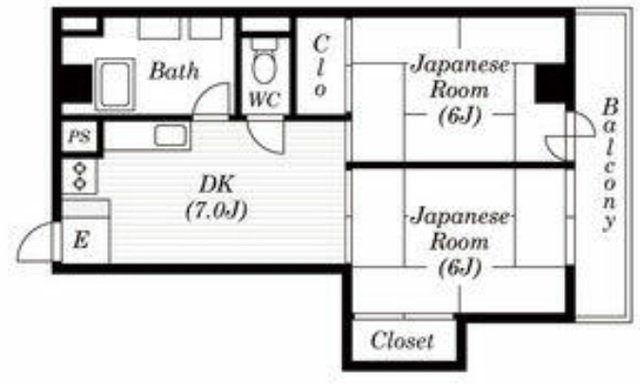 Bath
WC
Clo
Japanese
Room
(6J)
Balcony
PS
DK
(7.0J)
E
Japanese
Room
(6J)
Closet